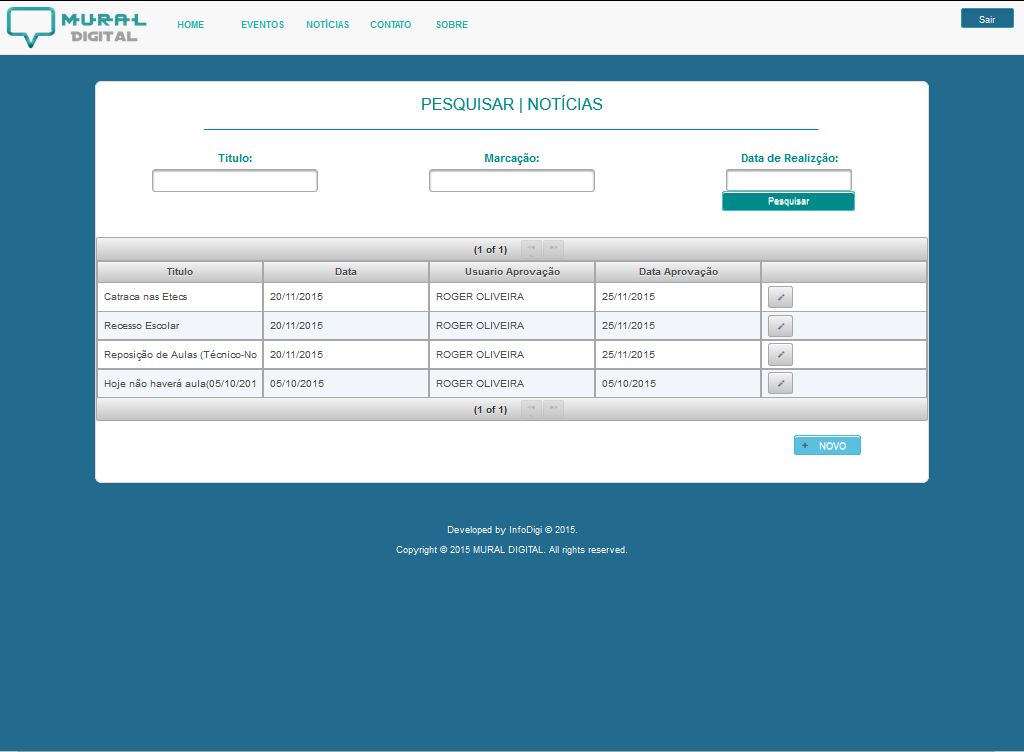 MURAL DIGITAL
HOME EVENTOS NOTÍCIAS CONTATO SOBRE Sair
PESQUISAR | NOTÍCIAS
Titulo: Marcação: Data de Realizção:
Pesquisar
(1 of 1)
Titulo Data Usuario Aprovação Data Aprovação
Catraca nas Etecs 20/11/2015 ROGER OLIVEIRA 25/11/2015
Recesso Escolar 20/11/2015 ROGER OLIVEIRA 25/11/2015
Reposição de Aulas (Técnico-No 20/11/2015 ROGER OLIVEIRA 25/11/2015
Hoje não haverá aula(05/10/201 05/10/2015 ROGER OLIVEIRA 05/10/2015
(1 of 1)
+ NOVO
Developed by InfoDigi © 2015.
Copyright © 2015 MURAL DIGITAL. All rights reserved.